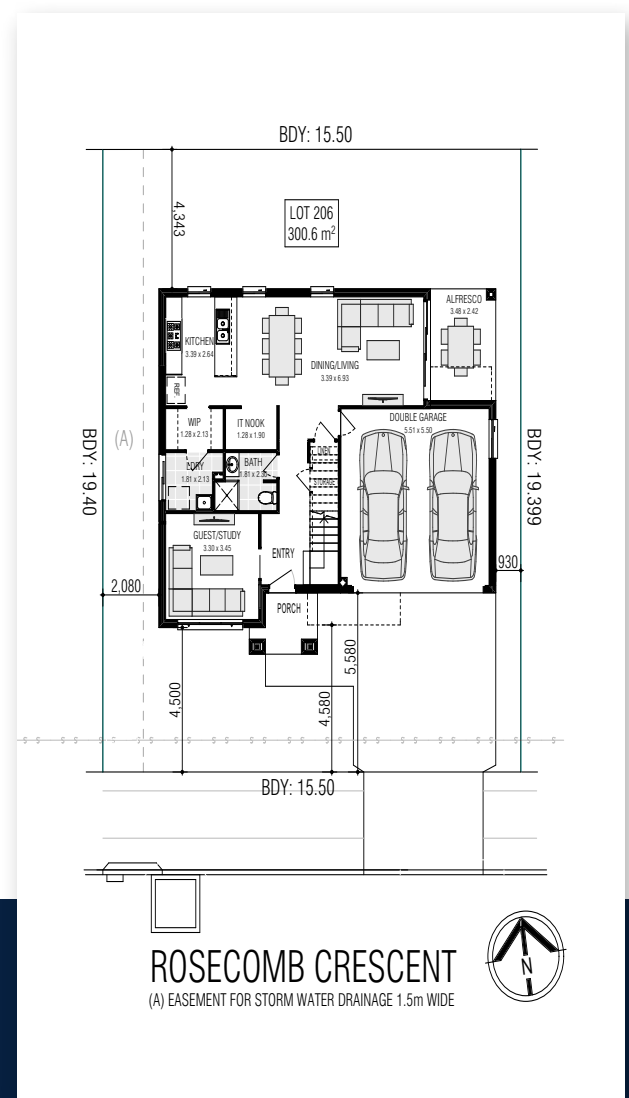 BDY: 15.50
4,343
LOT 206
300.6 m²
ALFRESCO
3.48 x 2.42
KITCHEN
3.39 x 2.64
DINING/LIVING
3.39 x 6.93
REF.
WIP
1.28 x 2.13
IT NOOK
1.28 x 1.90
DOUBLE GARAGE
5.51 x 5.50
(A)
BDY: 19.40
BDY: 19.399
LINEN
LDRY
1.81 x 2.13
BATH
STORAGE
GUEST/STUDY
3.30 x 3.45
ENTRY
930
2,080
PORCH
5,580
4,500
4,580
BDY: 15.50
ROSECOMB CRESCENT
(A) EASEMENT FOR STORM WATER DRAINAGE 1.5m WIDE
N